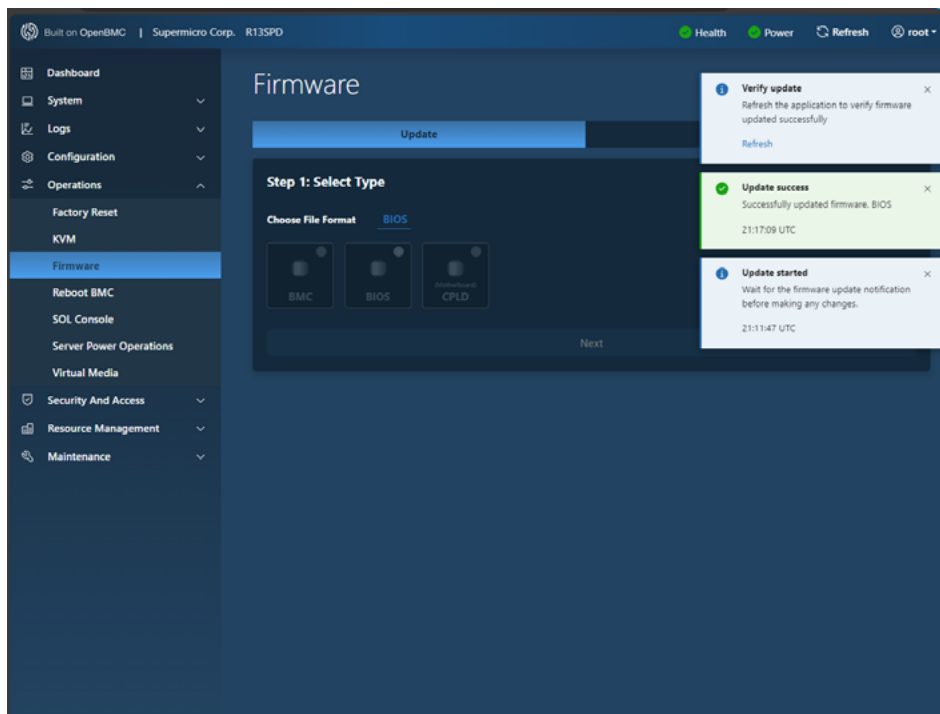 Built on OpenBMC | Supermicro Corp. R13SPD
Health
Power
Refresh
root
Dashboard
System
Logs
Configuration
Operations
Factory Reset
KVM
Firmware
Reboot BMC
SOL Console
Server Power Operations
Virtual Media
Security And Access
Resource Management
Maintenance
Firmware
Update
Step 1: Select Type
Choose File Format BIOS
BMC
BIOS
(Motherboard)
CPLD
Next
Verify update
Refresh the application to verify firmware
updated successfully
Refresh
Update success
Successfully updated firmware. BIOS
21:17:09 UTC
Update started
Wait for the firmware update notification
before making any changes.
21:11:47 UTC